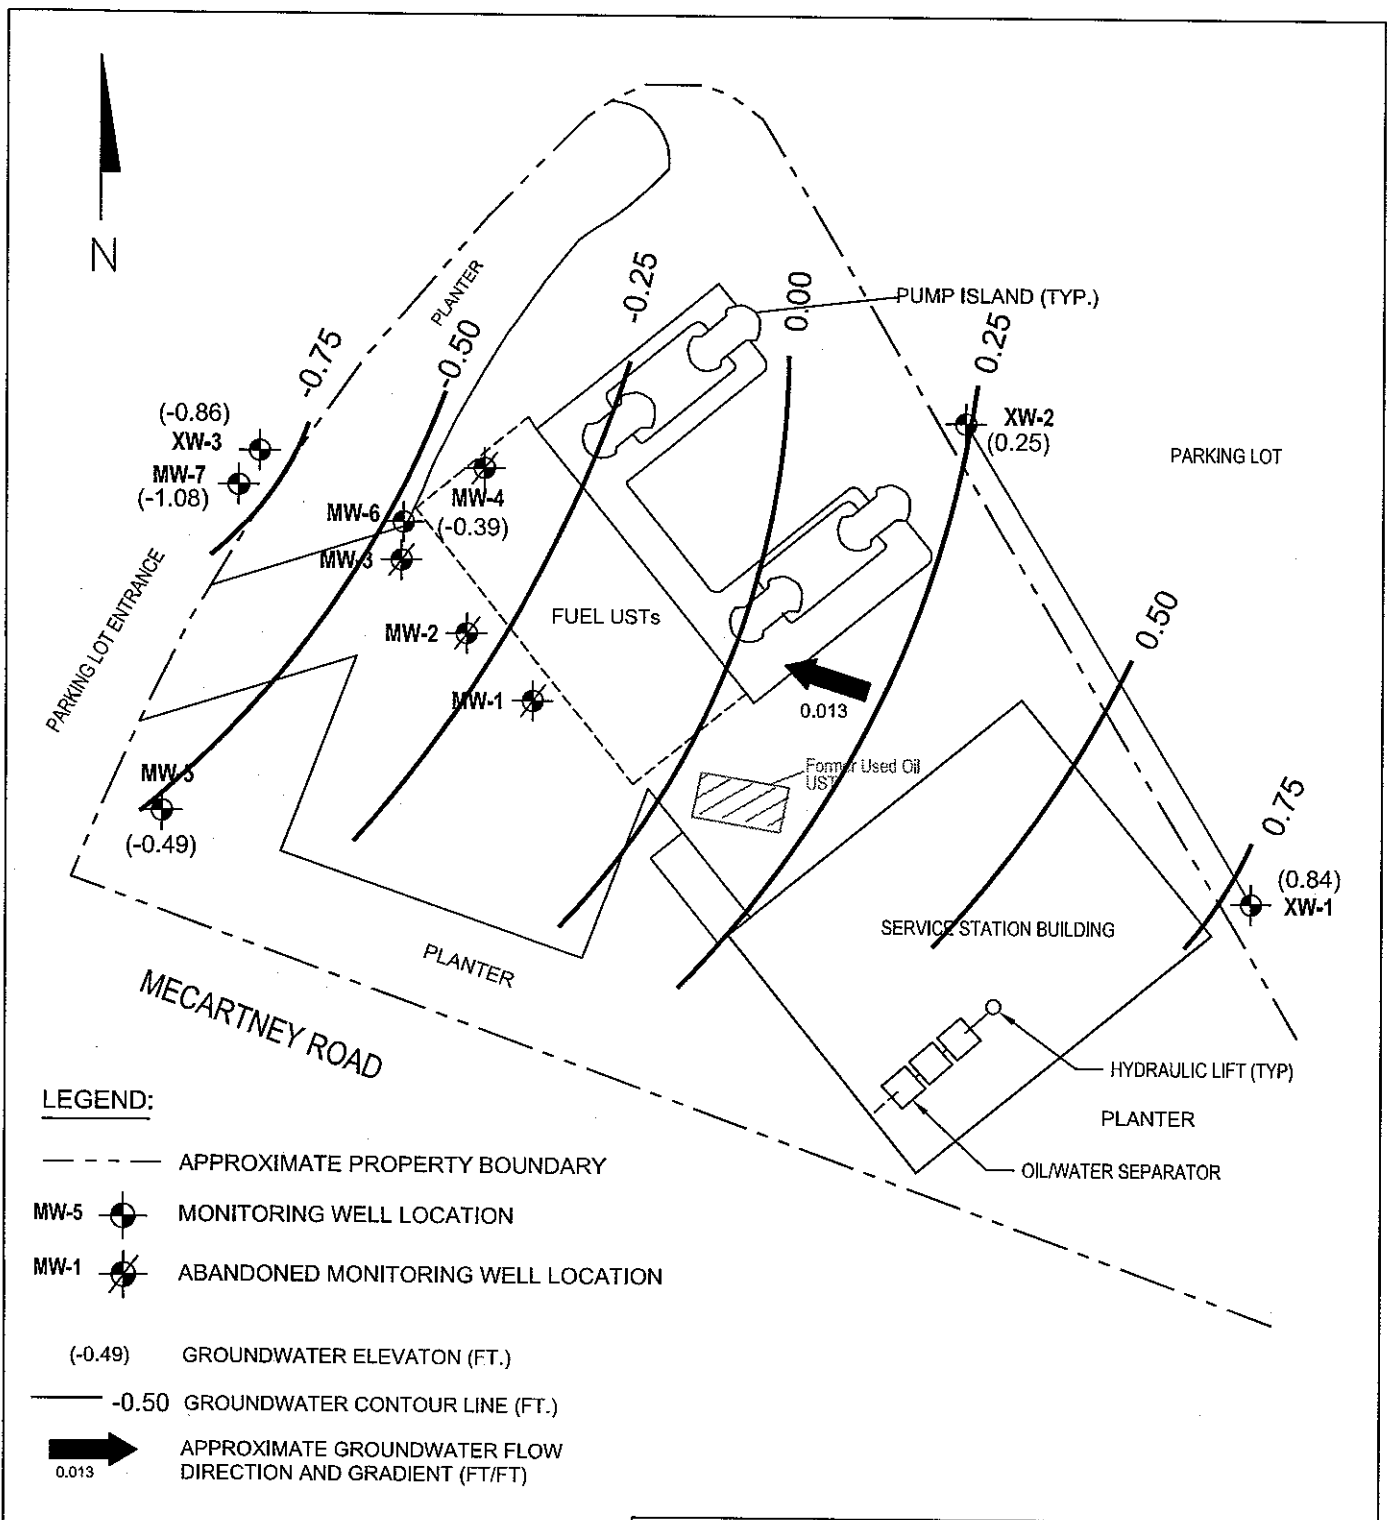 N
PLANTER
-0.75
-0.50
-0.25
0.00
PUMP ISLAND (TYP.)
0.25
(-0.86)
XW-3
MW-7
(-1.08)
XW-2
(0.25)
PARKING LOT
MW-4
(-0.39)
MW-6
MW-3
PARKING LOT ENTRANCE
MW-2
FUEL USTs
MW-1
0.013
0.50
MW-5
(-0.49)
Former Used Oil
UST
0.75
(0.84)
XW-1
SERVICE STATION BUILDING
PLANTER
MECARTNEY ROAD
HYDRAULIC LIFT (TYP)
PLANTER
OIL/WATER SEPARATOR
LEGEND:
APPROXIMATE PROPERTY BOUNDARY
MW-5 MONITORING WELL LOCATION
MW-1 ABANDONED MONITORING WELL LOCATION
(-0.49) GROUNDWATER ELEVATON (FT.)
-0.50 GROUNDWATER CONTOUR LINE (FT.)
APPROXIMATE GROUNDWATER FLOW
0.013 DIRECTION AND GRADIENT (FT/FT)